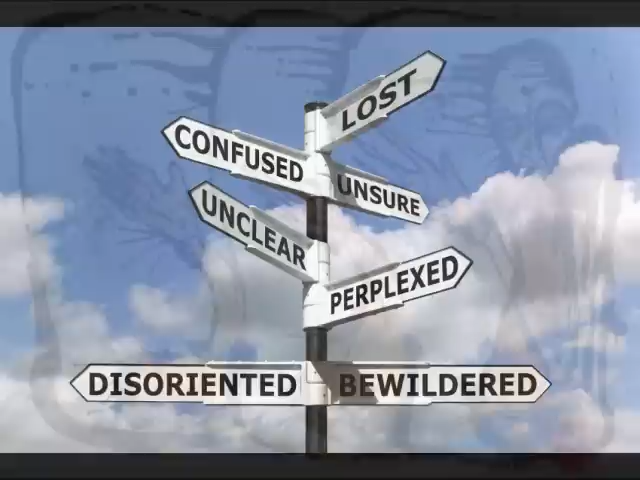 LOST
CONFUSED
UNSURE
UNCLEAR
PERPLEXED
DISORIENTED
BEWILDERED